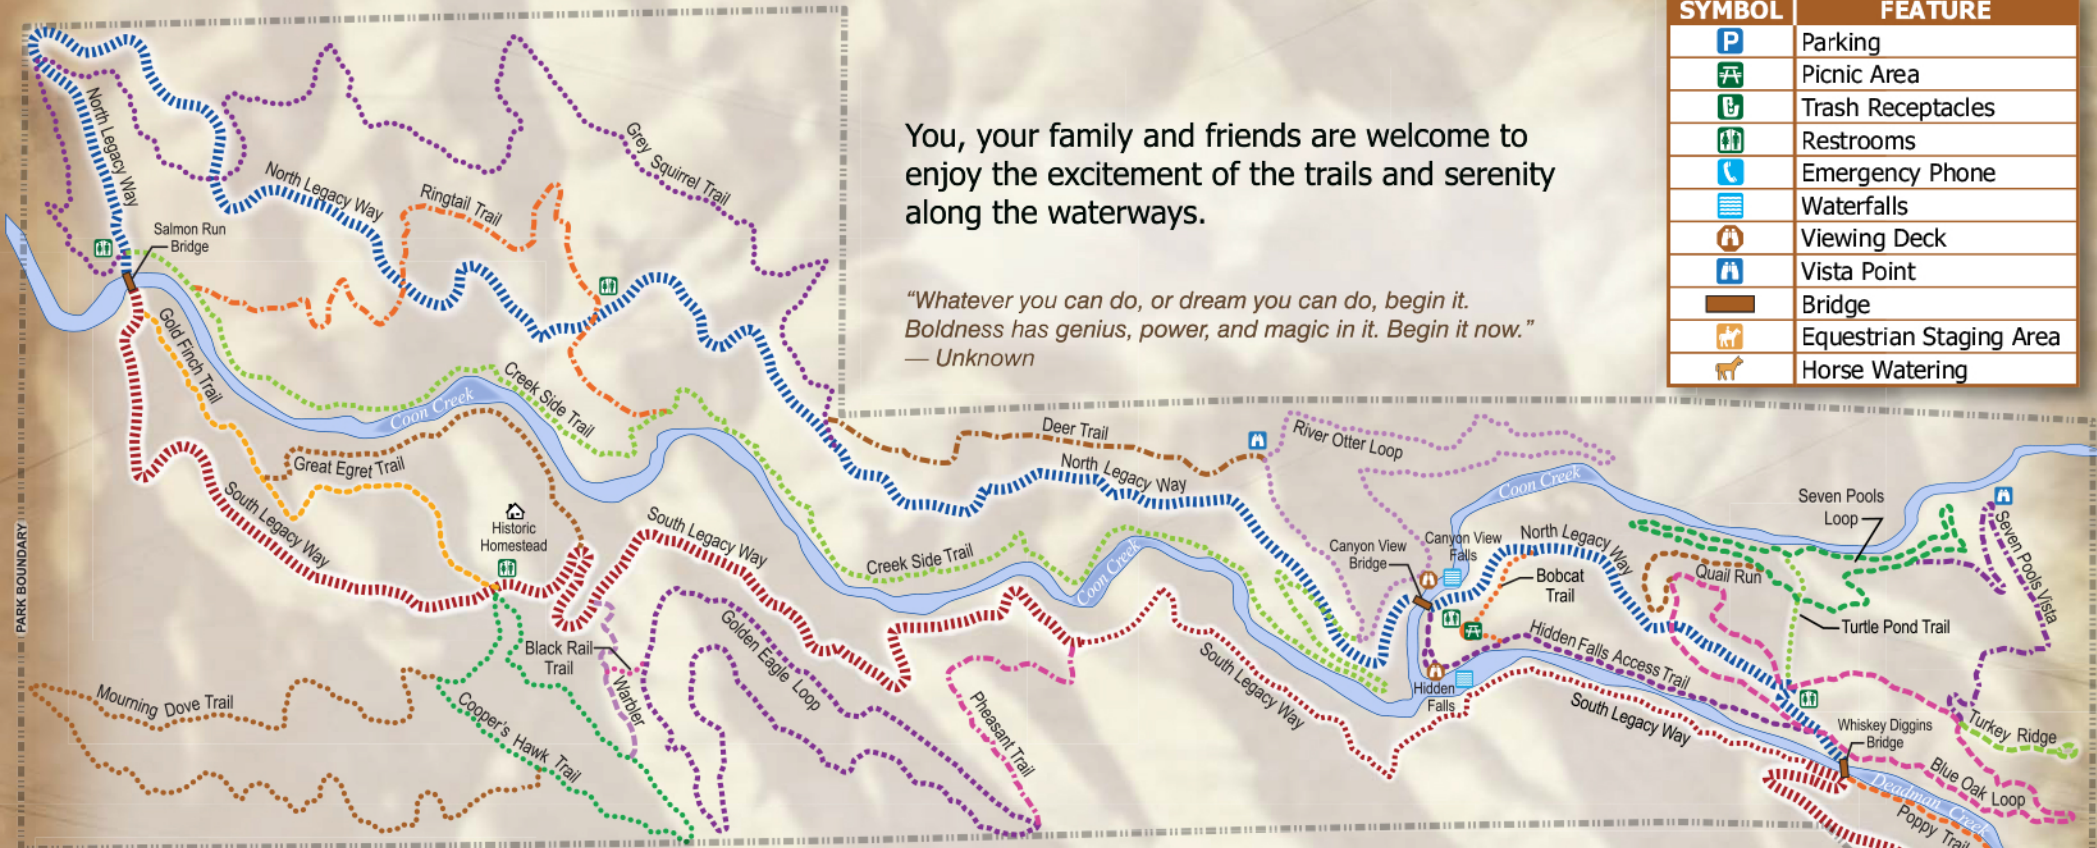 SYMBOL FEATURE
Parking
Picnic Area
Trash Receptacles
Restrooms
Emergency Phone
Waterfalls
Viewing Deck
Vista Point
Bridge
Equestrian Staging Area
Horse Watering
You, your family and friends are welcome to
enjoy the excitement of the trails and serenity
along the waterways.
“Whatever you can do, or dream you can do, begin it.
Boldness has genius, power, and magic in it. Begin it now.”
— Unknown
North Legacy Way
Salmon Run
Bridge
North Legacy Way
Ringtail Trail
Grey Squirrel Trail
Gold Finch Trail
Coon Creek
Creek Side Trail
Great Egret Trail
South Legacy Way
Historic
Homestead
PARK BOUNDARY
Mourning Dove Trail
Cooper's Hawk Trail
Black Rail
Trail
Warbler
South Legacy Way
Golden Eagle Loop
Creek Side Trail
Coon Creek
Pheasant Trail
Deer Trail
North Legacy Way
River Otter Loop
Coon Creek
Canyon View
Bridge
Canyon View
Falls
North Legacy Way
Bobcat
Trail
Hidden Falls Access Trail
Hidden
Falls
South Legacy Way
South Legacy Way
Quail Run
Seven Pools
Loop
Seven Pools Vista
Turtle Pond Trail
Turkey Ridge
Whiskey Diggins
Bridge
Blue Oak Loop
Deadman Creek
Poppy Trail